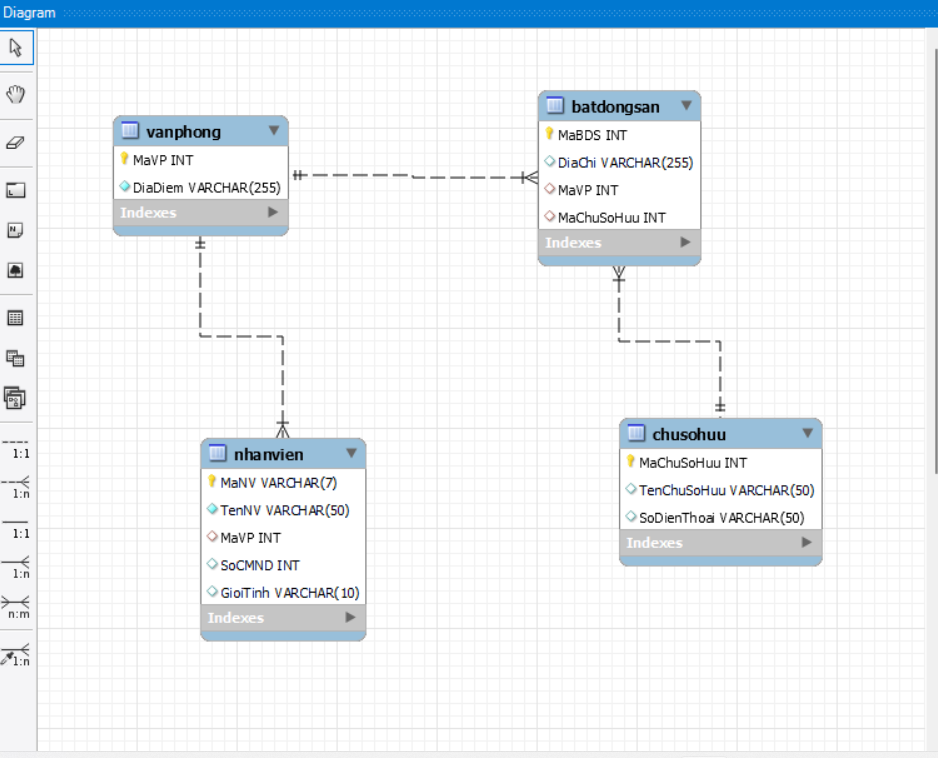 Diagram
vanphong
MaVP INT
DiaDiem VARCHAR(255)
Indexes
batdongsan
MaBDS INT
DiaChi VARCHAR(255)
MaVP INT
MaChuSoHuu INT
Indexes
nhanvien
MaNV VARCHAR(7)
TenNV VARCHAR(50)
MaVP INT
SoCMND INT
GioiTinh VARCHAR(10)
Indexes
chusohuu
MaChuSoHuu INT
TenChuSoHuu VARCHAR(50)
SoDienThoai VARCHAR(50)
Indexes
1:1
1:n
1:1
1:n
n:m
1:n